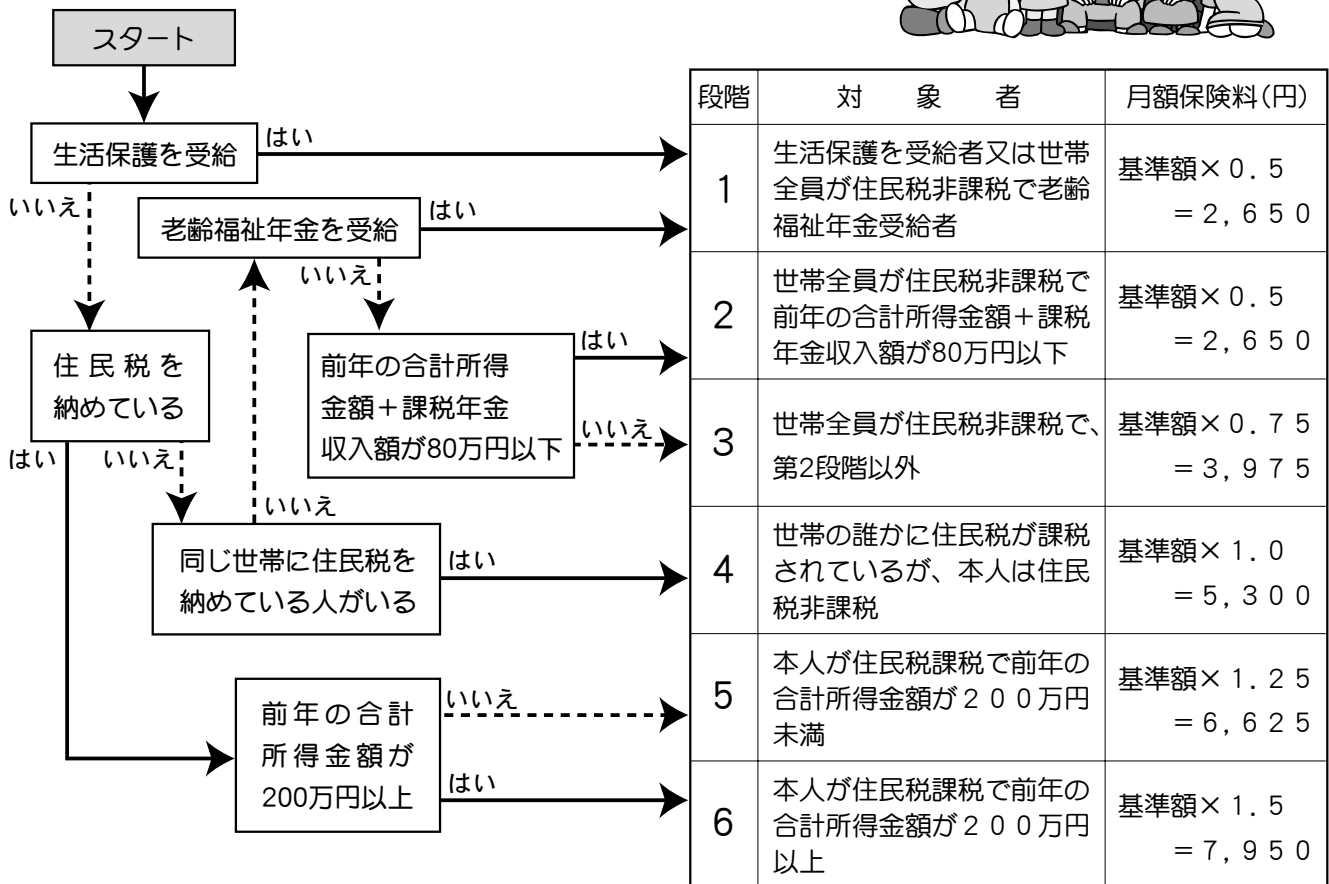 スタート
生活保護を受給
はい
いいえ
老齢福祉年金を受給
はい
いいえ
住民税を
納めている
はい
いいえ
前年の合計所得
金額＋課税年金
収入額が80万円以下
はい
いいえ
いいえ
同じ世帯に住民税を
納めている人がいる
はい
前年の合計
所得金額が
200万円以上
いいえ
はい
段階 対象者 月額保険料（円）
1
生活保護を受給者又は世帯
全員が住民税非課税で老齢
福祉年金受給者
基準額×０．５
＝２，６５０
2
世帯全員が住民税非課税で
前年の合計所得金額＋課税
年金収入額が80万円以下
基準額×０．５
＝２，６５０
3
世帯全員が住民税非課税で、
第2段階以外
基準額×０．７５
＝３，９７５
4
世帯の誰かに住民税が課税
されているが、本人は住民
税非課税
基準額×１．０
＝５，３００
5
本人が住民税課税で前年の
合計所得金額が２００万円
未満
基準額×１．２５
＝６，６２５
6
本人が住民税課税で前年の
合計所得金額が２００万円
以上
基準額×１．５
＝７，９５０